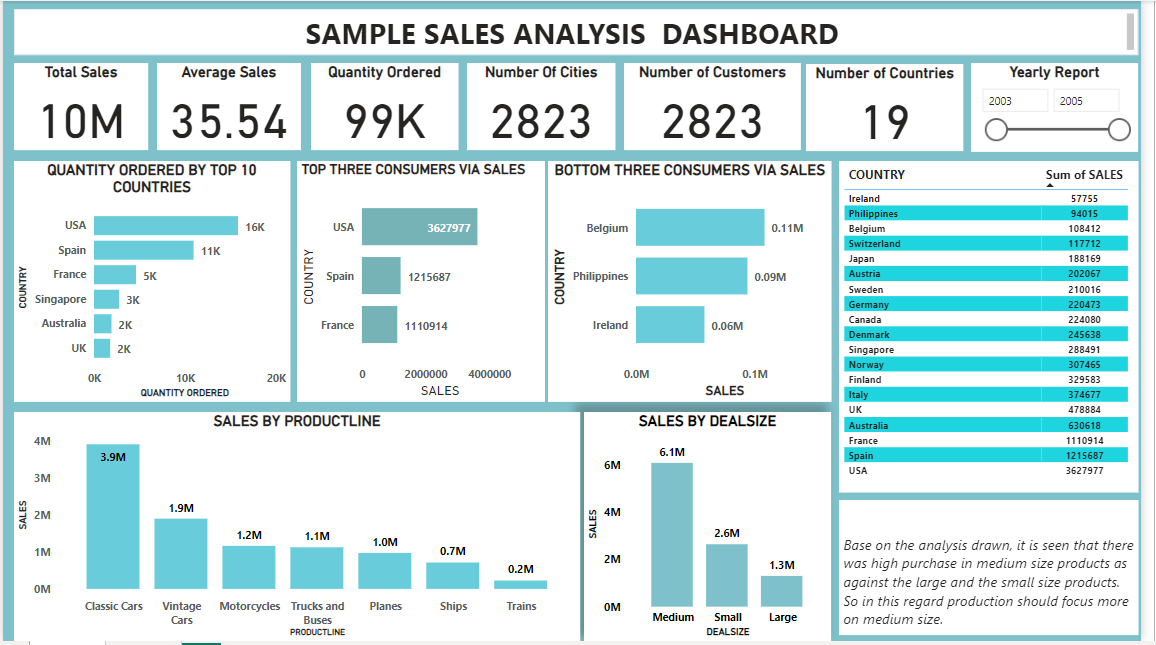 SAMPLE SALES ANALYSIS  DASHBOARD
Total Sales
10M
Average Sales
35.54
Quantity Ordered
99K
Number Of Cities
2823
Number of Customers
2823
Number of Countries
19
Yearly Report
2003 2005
QUANTITY ORDERED BY TOP 10
COUNTRIES
COUNTRY
USA 16K
Spain 11K
France 5K
Singapore 3K
Australia 2K
UK 2K
0K 10K 20K
QUANTITY ORDERED
TOP THREE CONSUMERS VIA SALES
COUNTRY
USA 3627977
Spain 1215687
France 1110914
0 2000000 4000000
SALES
BOTTOM THREE CONSUMERS VIA SALES
COUNTRY
Belgium 0.11M
Philippines 0.09M
Ireland 0.06M
0.0M 0.1M
SALES
COUNTRY Sum of SALES
Ireland 57755
Philippines 94015
Belgium 108412
Switzerland 117712
Japan 188169
Austria 202067
Sweden 210016
Germany 220473
Canada 224080
Denmark 245638
Singapore 288491
Norway 307465
Finland 329583
Italy 374677
UK 478884
Australia 630618
France 1110914
Spain 1215687
USA 3627977
SALES BY PRODUCTLINE
SALES
4M
3M
2M
1M
0M
3.9M
1.9M
1.2M
1.1M
1.0M
0.7M
0.2M
Classic Cars Vintage Motorcycles Trucks and Planes Ships Trains
Cars Buses
PRODUCTLINE
SALES BY DEALSIZE
SALES
6M
4M
2M
0M
6.1M
2.6M
1.3M
Medium Small Large
DEALSIZE
Base on the analysis drawn, it is seen that there
was high purchase in medium size products as
against the large and the small size products.
So in this regard production should focus more
on medium size.